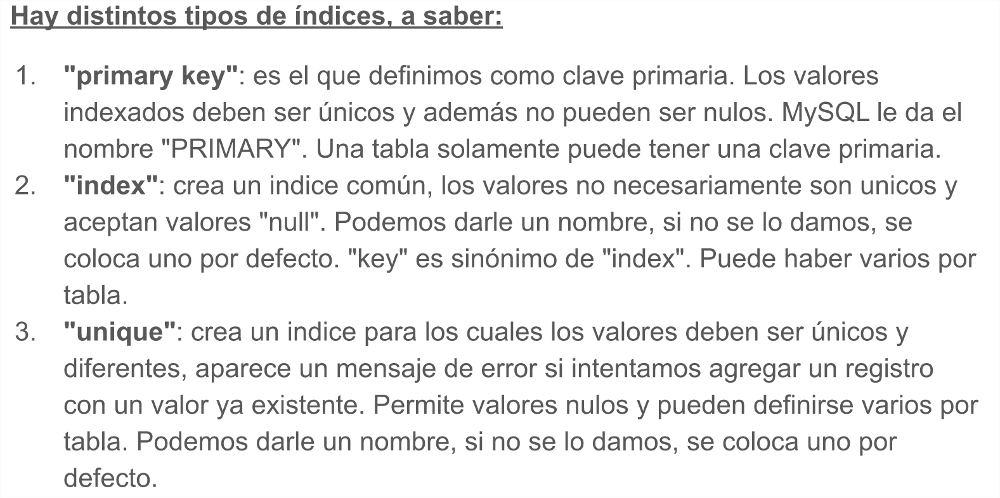 Hay distintos tipos de índices, a saber:
1. "primary key": es el que definimos como clave primaria. Los valores
indexados deben ser únicos y además no pueden ser nulos. MySQL le da el
nombre "PRIMARY". Una tabla solamente puede tener una clave primaria.
2. "index": crea un indice común, los valores no necesariamente son unicos y
aceptan valores "null". Podemos darle un nombre, si no se lo damos, se
coloca uno por defecto. "key" es sinónimo de "index". Puede haber varios por
tabla.
3. "unique": crea un indice para los cuales los valores deben ser únicos y
diferentes, aparece un mensaje de error si intentamos agregar un registro
con un valor ya existente. Permite valores nulos y pueden definirse varios por
tabla. Podemos darle un nombre, si no se lo damos, se coloca uno por
defecto.